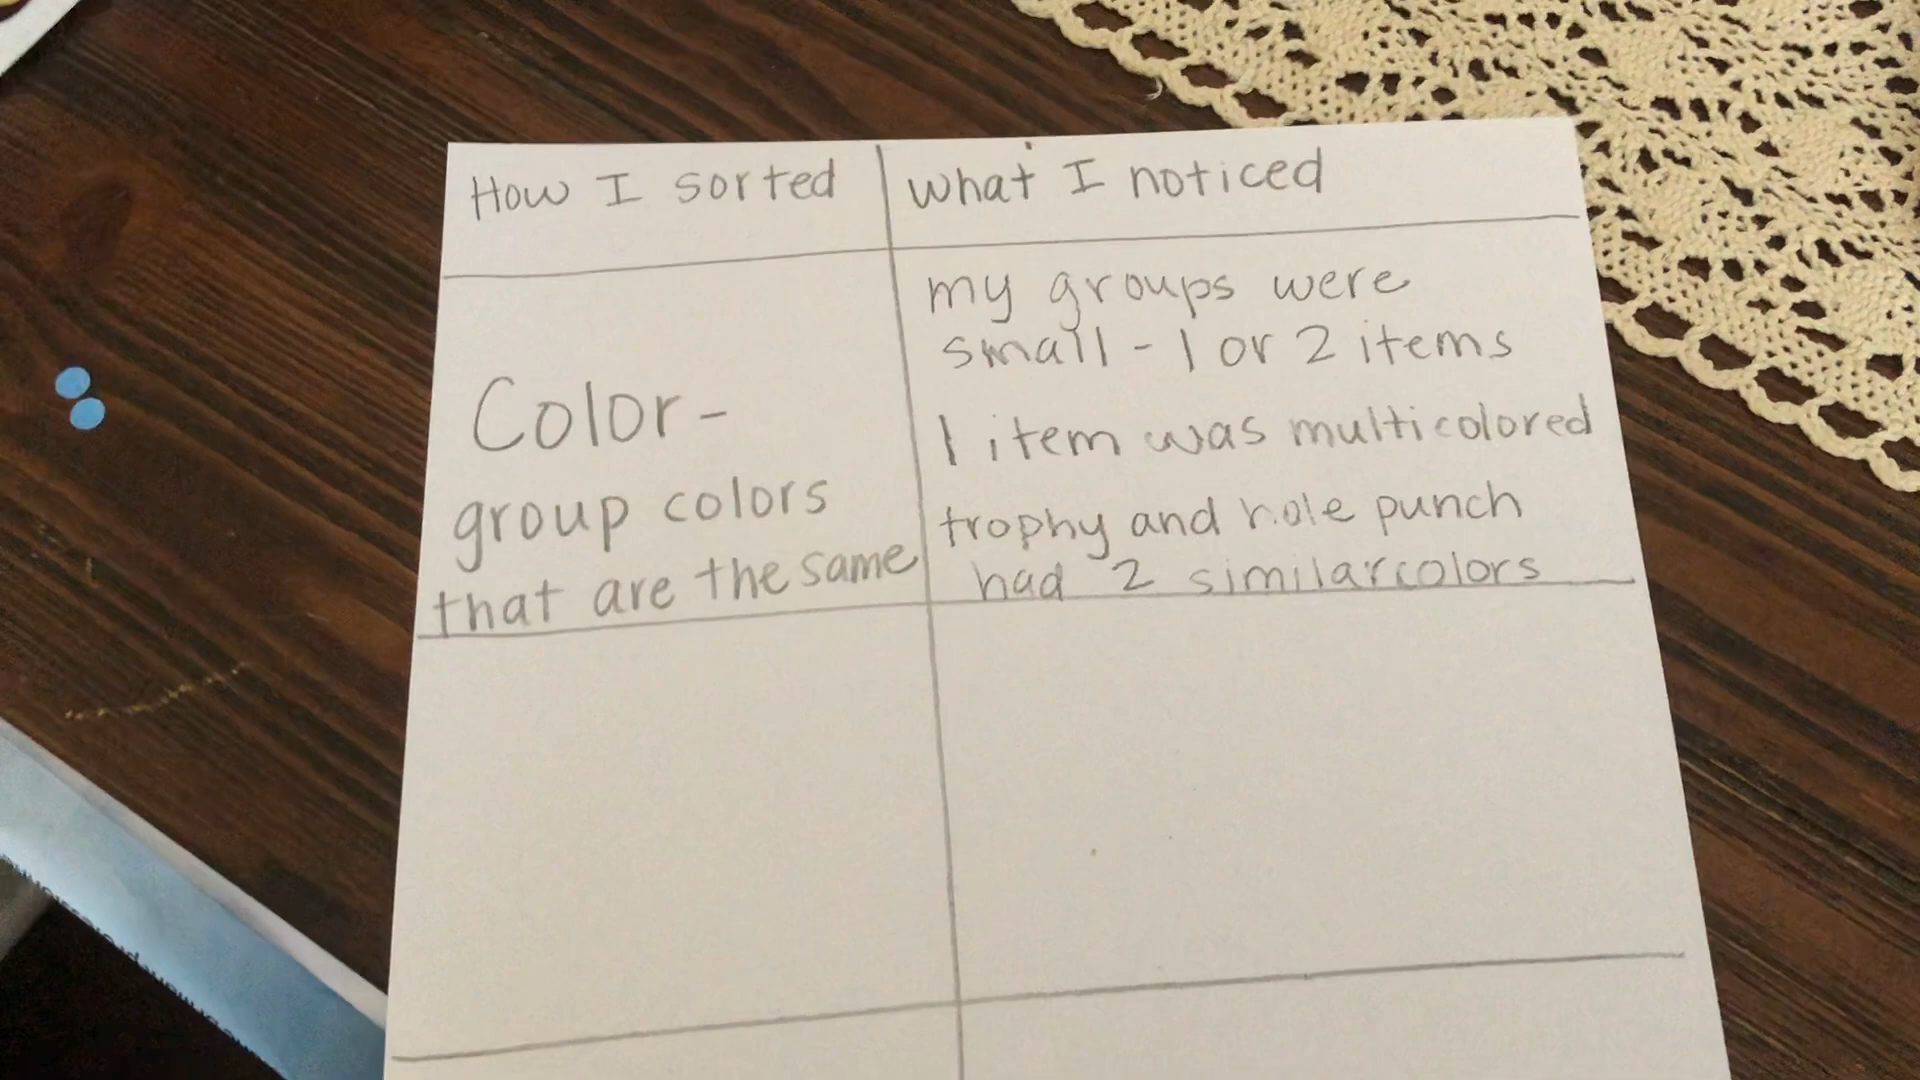 How I sorted
what I noticed
Color-
group colors
that are the same
my groups were
small - 1 or 2 items
1 item was multicolored
trophy and hole punch
had 2 similar colors